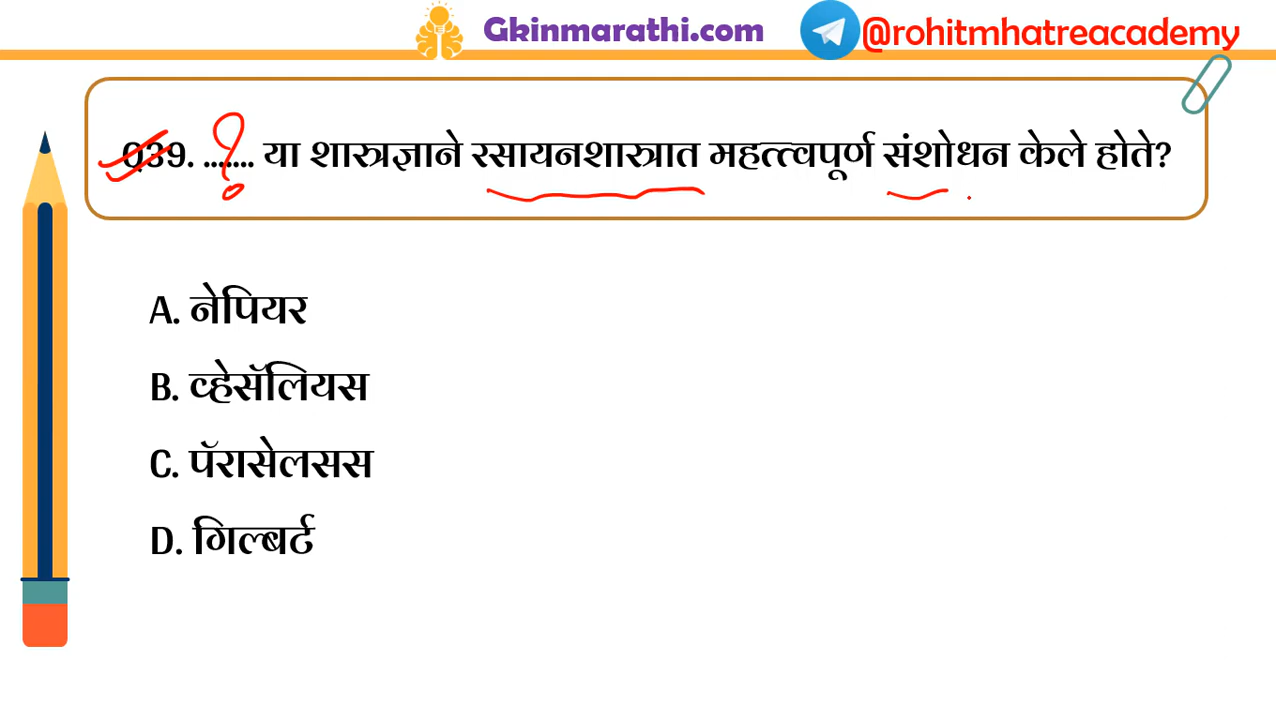 Gkinmarathi.com
@rohitmhatreacademy
Q39. ....... या शास्त्रज्ञाने रसायनशास्त्रात महत्त्वपूर्ण संशोधन केले होते?
A. नेपियर
B. व्हेसॅलियस
C. पॅरासेलसस
D. गिल्बर्ट